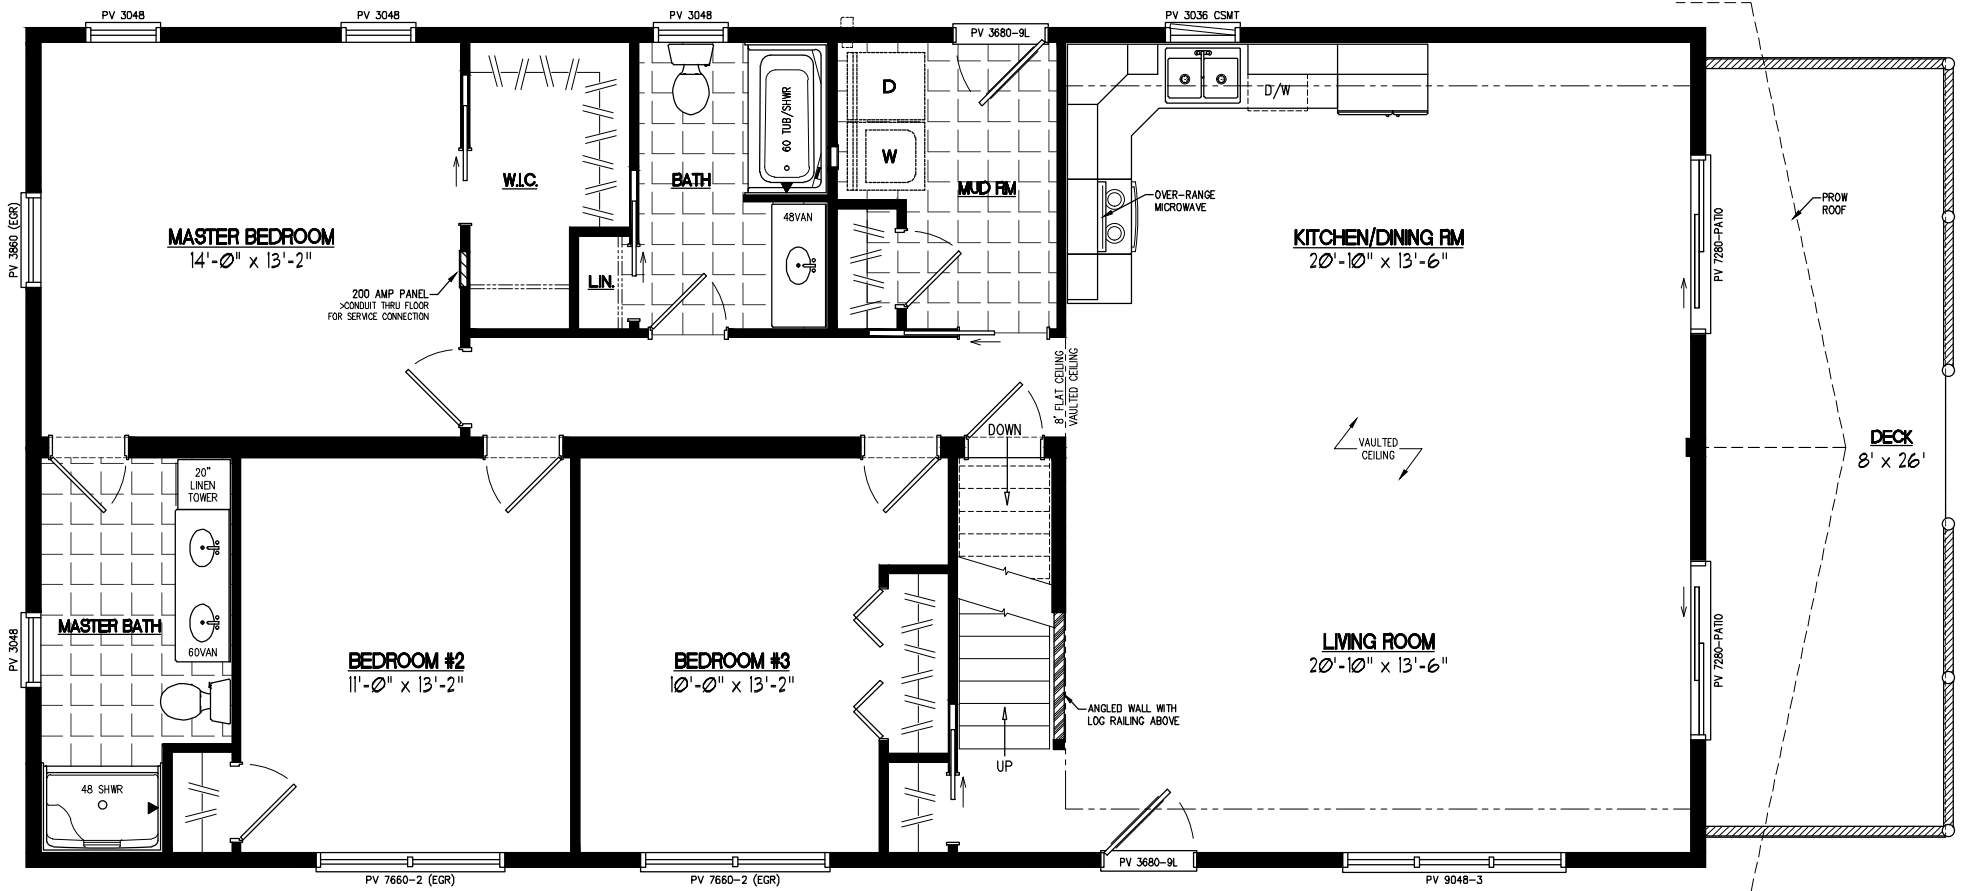 PV 3048
PV 3048
PV 3048
PV 3680-9L
PV 3036 CSMT
D
D/W
60 TUB/SHWR
W
W.I.C.
BATH
MUD RM
OVER-RANGE
MICROWAVE
PROW
ROOF
48VAN
PV 3860 (EGR)
MASTER BEDROOM
14'-0" x 13'-2"
KITCHEN/DINING RM
20'-10" x 13'-6"
PV 7280-PATIO
LIN.
200 AMP PANEL
>CONDUIT THRU FLOOR
FOR SERVICE CONNECTION
8' FLAT CEILING
VAULTED CEILING
DOWN
VAULTED
CEILING
DECK
8' x 26'
20"
LINEN
TOWER
PV 3048
MASTER BATH
60VAN
BEDROOM #2
11'-0" x 13'-2"
BEDROOM #3
10'-0" x 13'-2"
LIVING ROOM
20'-10" x 13'-6"
PV 7280-PATIO
ANGLED WALL WITH
LOG RAILING ABOVE
UP
48 SHWR
PV 7660-2 (EGR)
PV 7660-2 (EGR)
PV 3680-9L
PV 9048-3